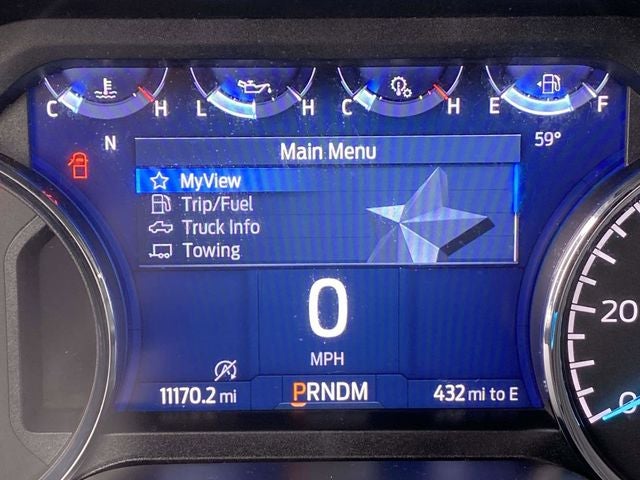 C H L H C H E F
N 59°
Main Menu
MyView
Trip/Fuel
Truck Info
Towing
0
MPH
11170.2 mi PRNDM 432 mi to E
20
0